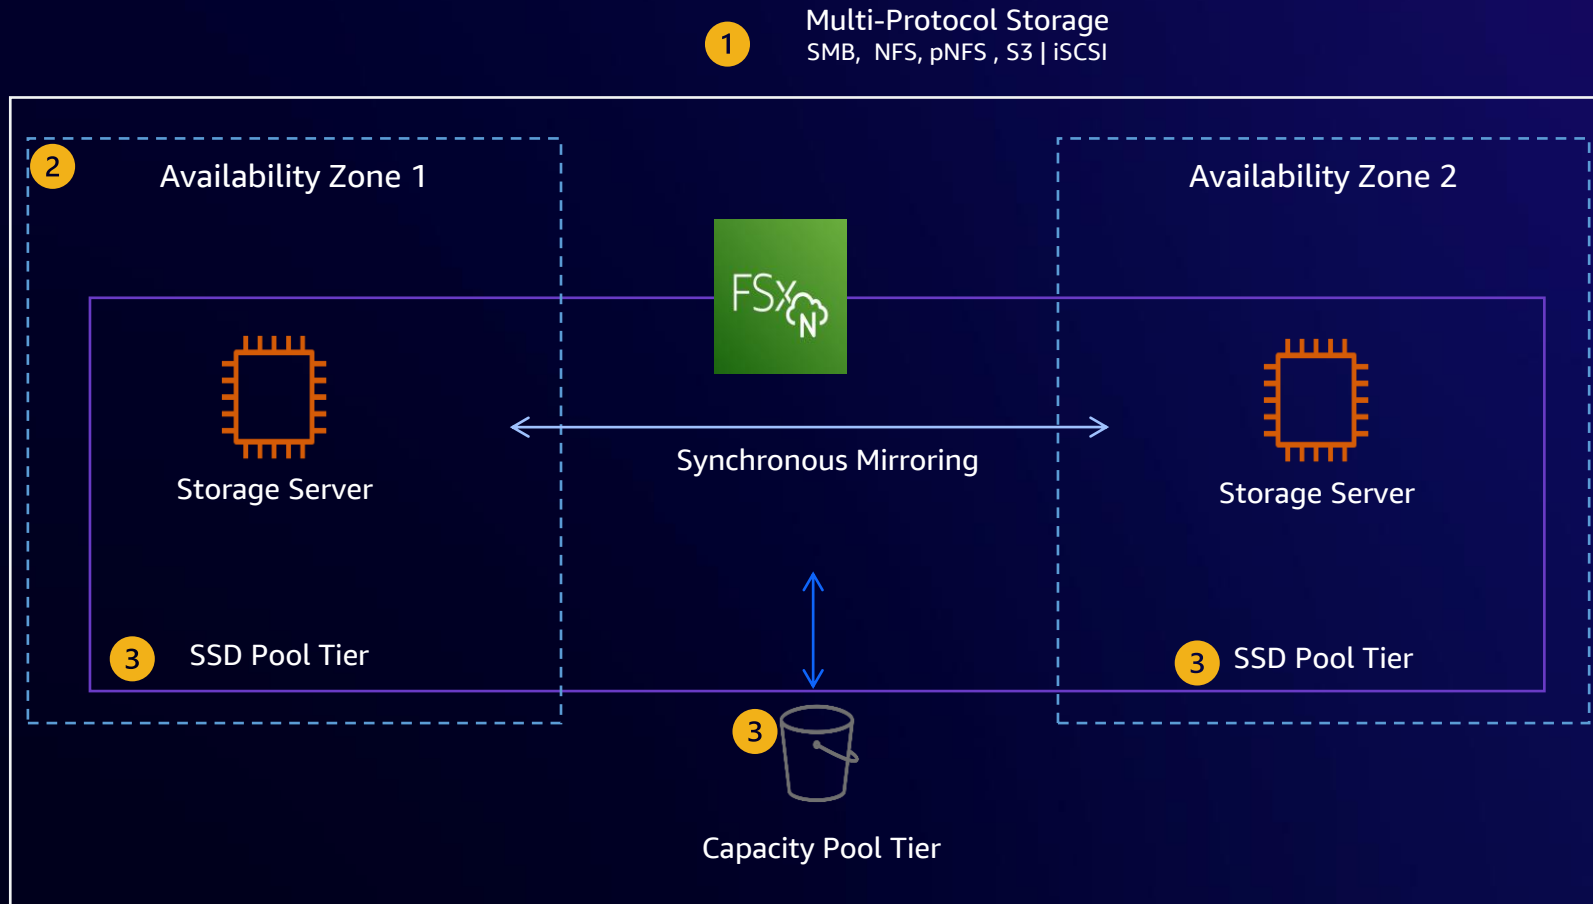 1
Multi-Protocol Storage
SMB, NFS, pNFS , S3 | iSCSI
2
Availability Zone 1
Availability Zone 2
FSx
N
Synchronous Mirroring
Storage Server
Storage Server
3
SSD Pool Tier
3
SSD Pool Tier
3
Capacity Pool Tier